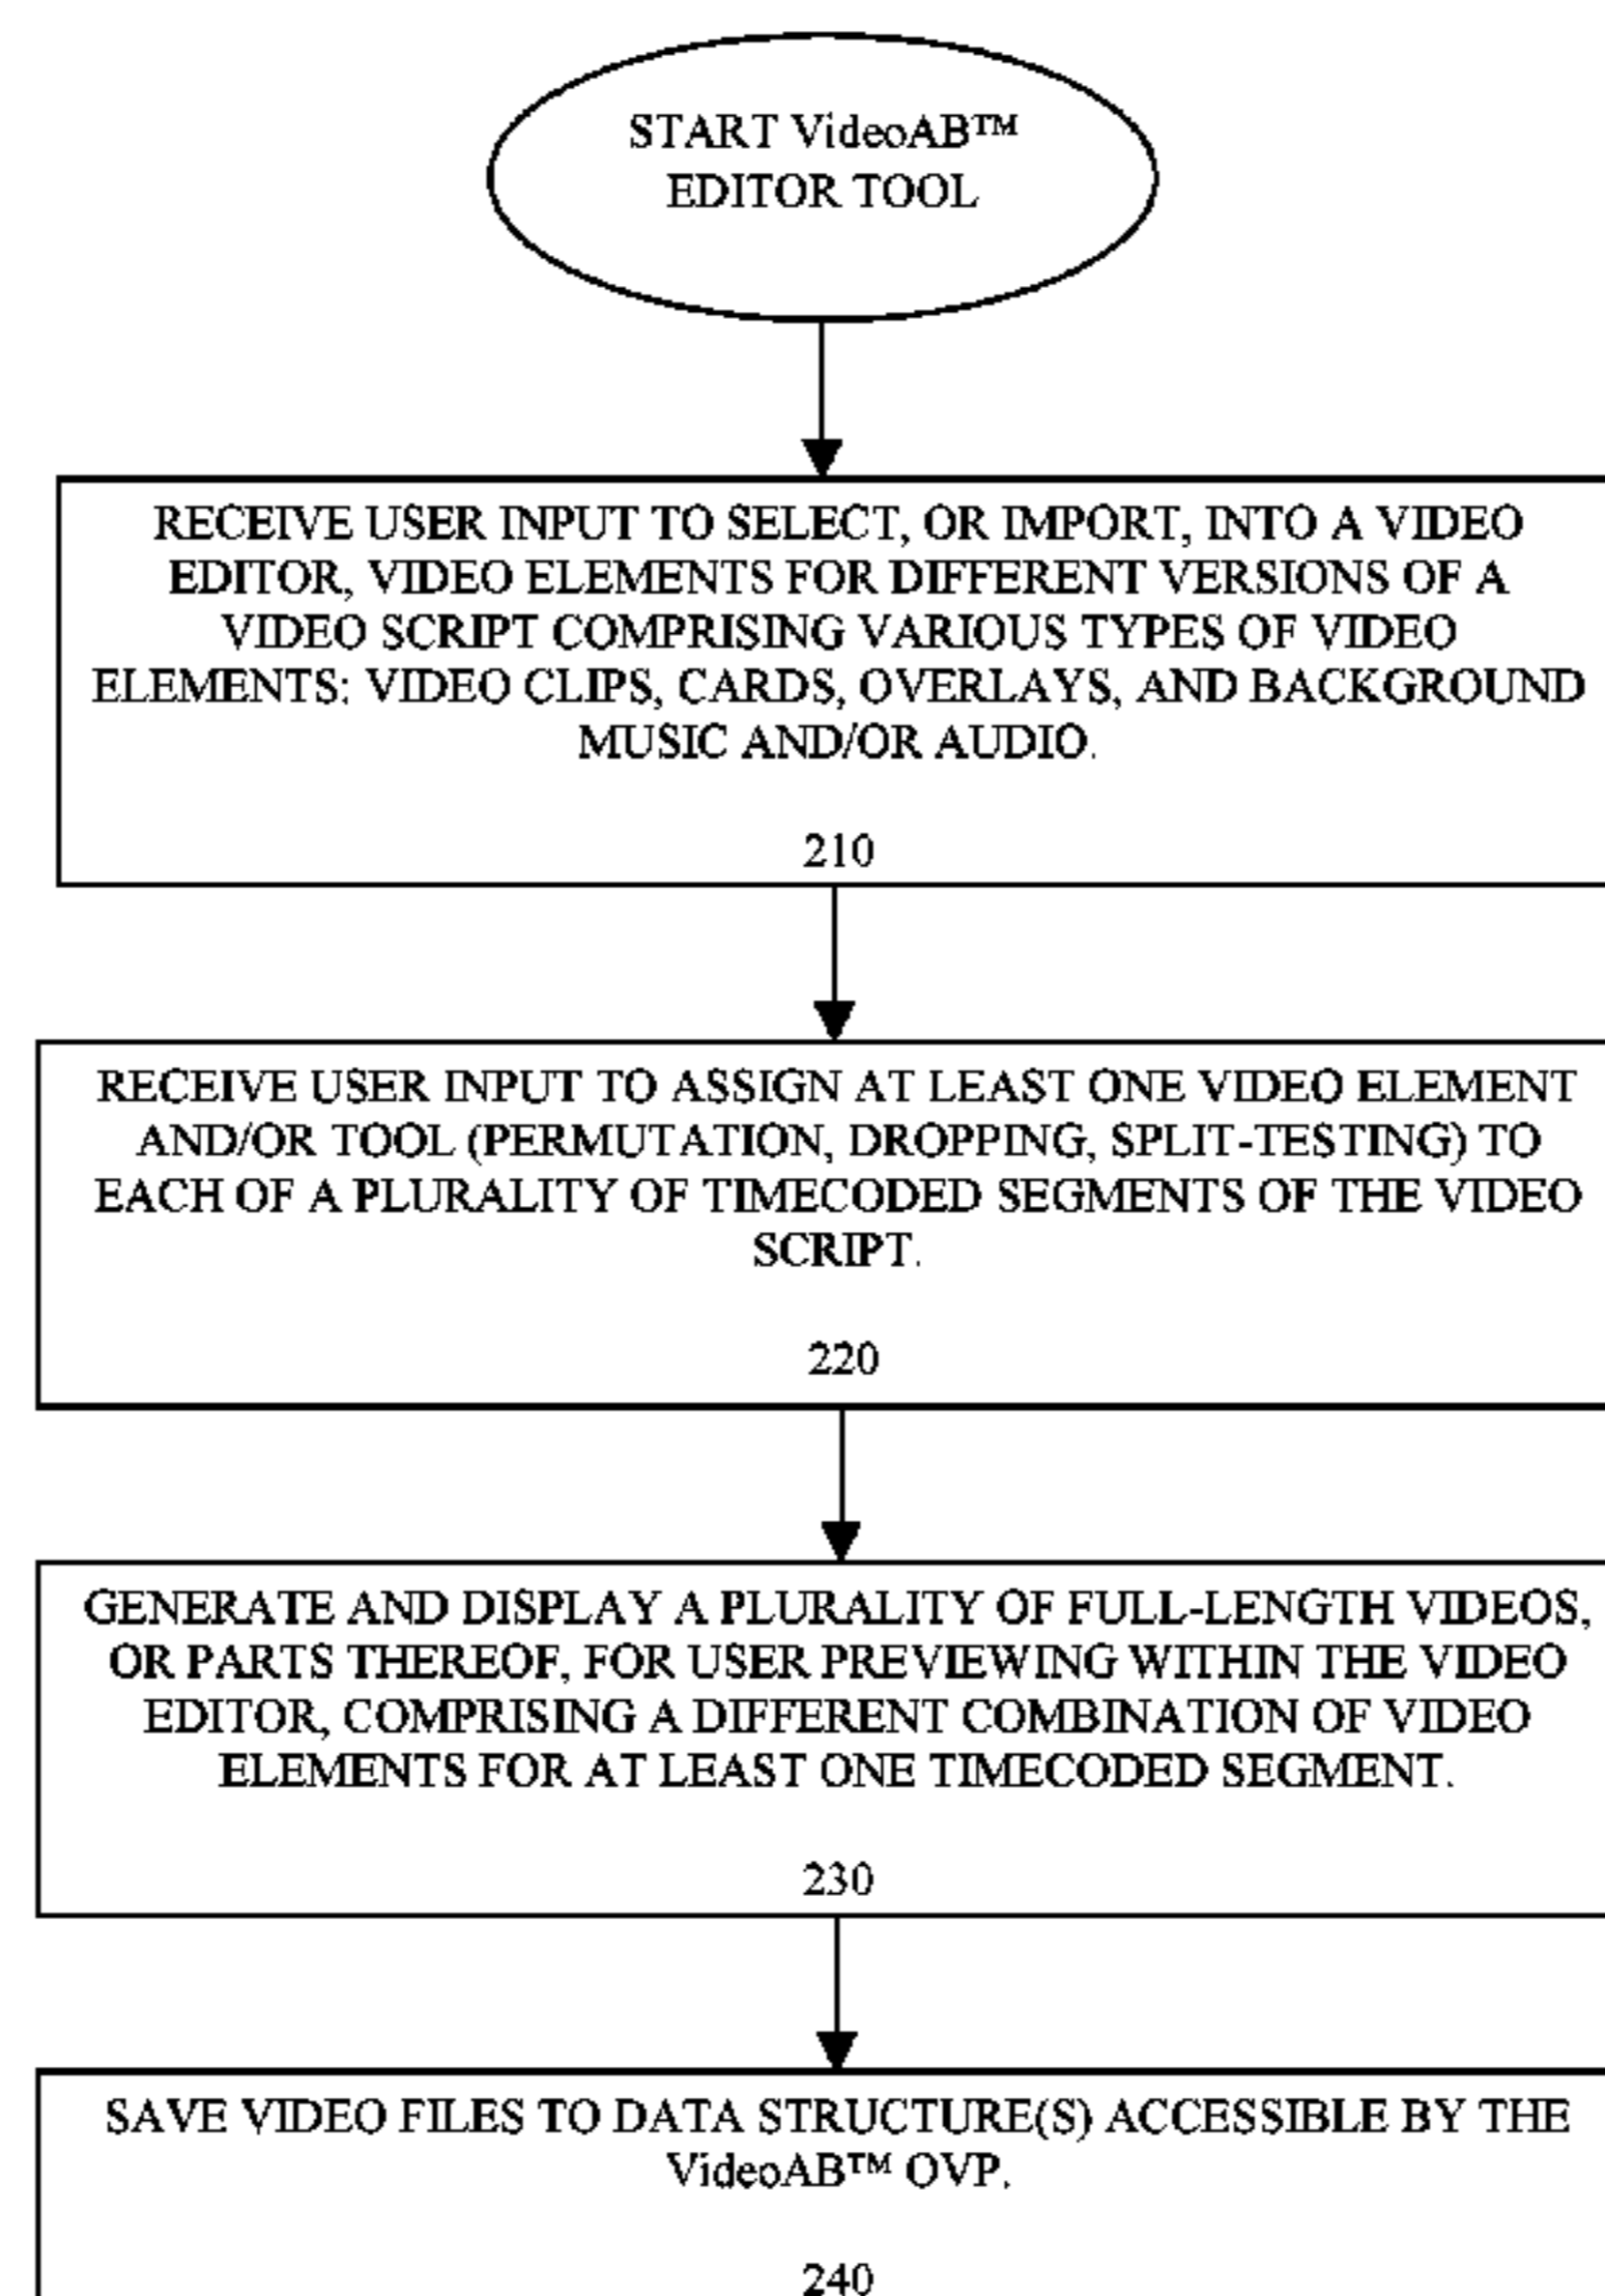 START VideoAB™
EDITOR TOOL
RECEIVE USER INPUT TO SELECT, OR IMPORT, INTO A VIDEO
EDITOR, VIDEO ELEMENTS FOR DIFFERENT VERSIONS OF A
VIDEO SCRIPT COMPRISING VARIOUS TYPES OF VIDEO
ELEMENTS: VIDEO CLIPS, CARDS, OVERLAYS, AND BACKGROUND
MUSIC AND/OR AUDIO.
210
RECEIVE USER INPUT TO ASSIGN AT LEAST ONE VIDEO ELEMENT
AND/OR TOOL (PERMUTATION, DROPPING, SPLIT-TESTING) TO
EACH OF A PLURALITY OF TIMECODED SEGMENTS OF THE VIDEO
SCRIPT.
220
GENERATE AND DISPLAY A PLURALITY OF FULL-LENGTH VIDEOS,
OR PARTS THEREOF, FOR USER PREVIEWING WITHIN THE VIDEO
EDITOR, COMPRISING A DIFFERENT COMBINATION OF VIDEO
ELEMENTS FOR AT LEAST ONE TIMECODED SEGMENT.
230
SAVE VIDEO FILES TO DATA STRUCTURE(S) ACCESSIBLE BY THE
VideoAB™ OVP.
240